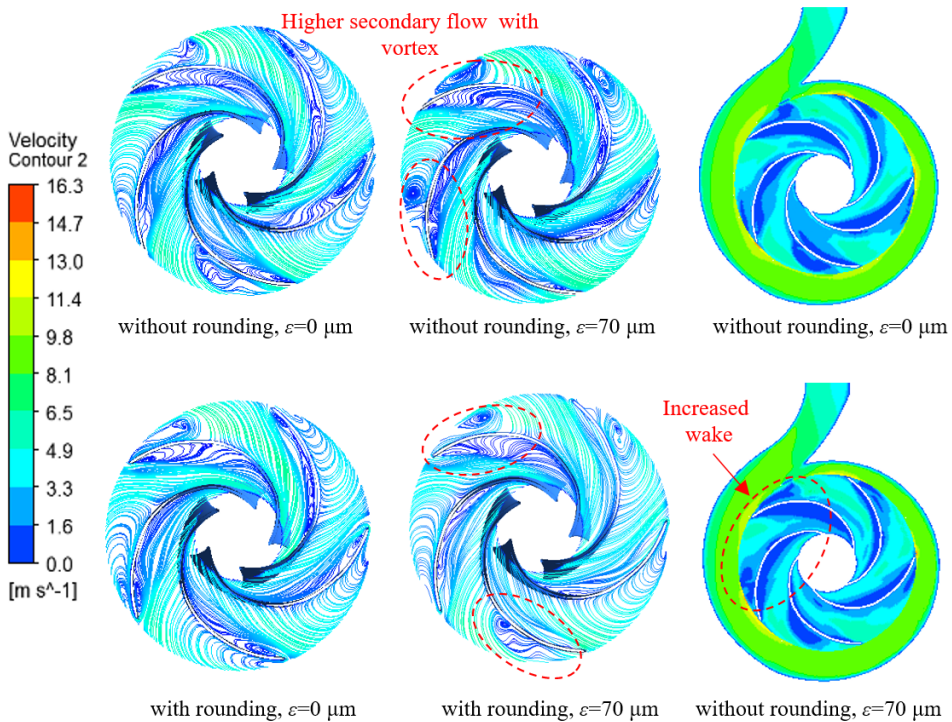 Higher secondary flow with
vortex
Velocity
Contour 2
16.3
14.7
13.0
11.4
9.8
8.1
6.5
4.9
3.3
1.6
0.0
[m s^-1]
without rounding, ε=0 μm
without rounding, ε=70 μm
without rounding, ε=0 μm
Increased
wake
with rounding, ε=0 μm
with rounding, ε=70 μm
without rounding, ε=70 μm